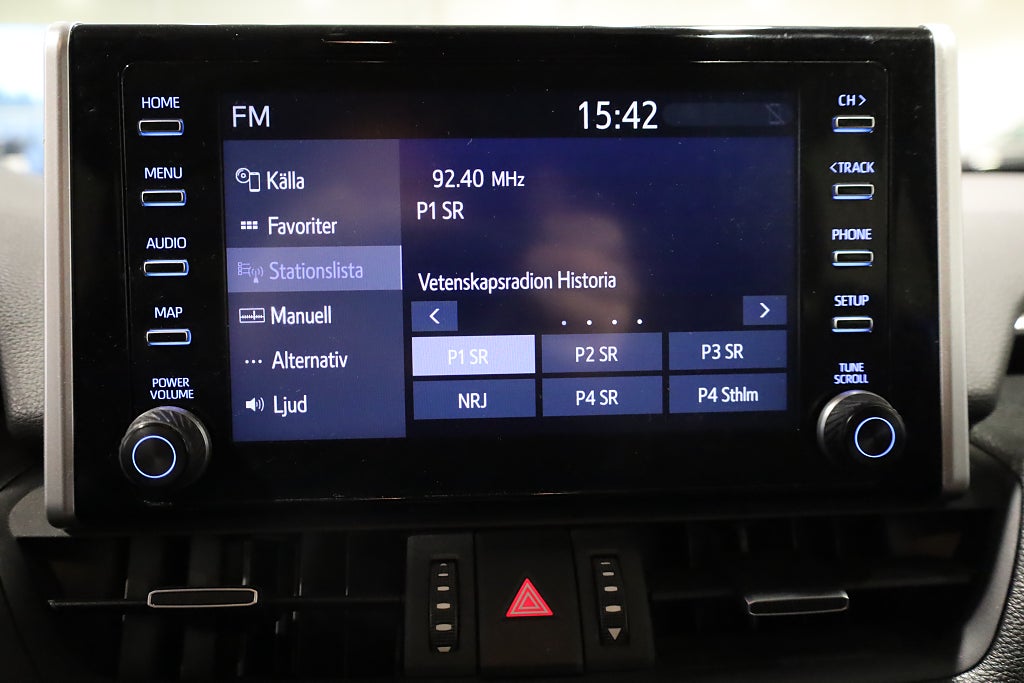 HOME
MENU
AUDIO
MAP
POWER
VOLUME
FM 15:42
Källa
Favoriter
Stationslista
Manuell
Alternativ
Ljud
92.40 MHz
P1 SR
Vetenskapsradion Historia
< >
P1 SR P2 SR P3 SR
NRJ P4 SR P4 Sthlm
CH >
< TRACK
PHONE
SETUP
TUNE
SCROLL